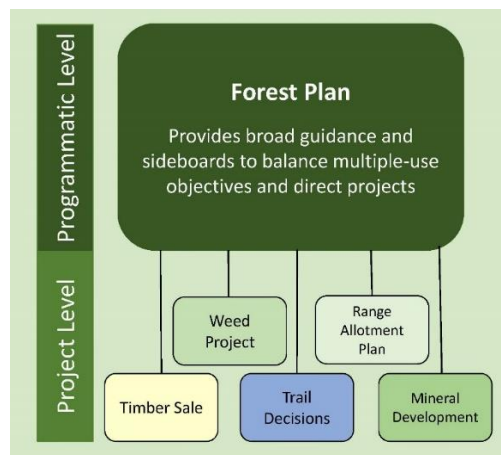 Programmatic Level
Forest Plan
Provides broad guidance and
sideboards to balance multiple-use
objectives and direct projects
Project Level
Weed
Project
Range
Allotment
Plan
Timber Sale
Trail
Decisions
Mineral
Development